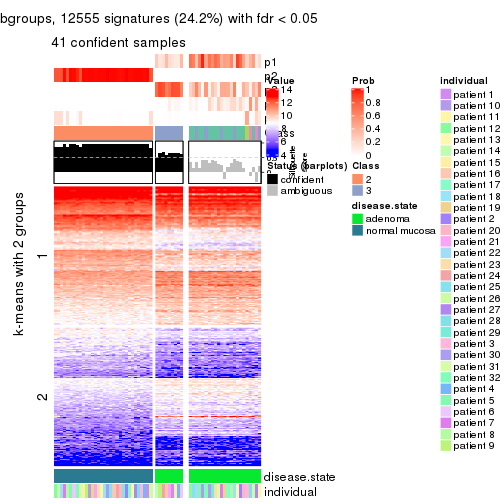 bgroups, 12555 signatures (24.2%) with fdr < 0.05
41 confident samples
p1
p2
k-means with 2 groups
1
2
Value
14
12
10
8
6
4
Status (barplots)
confident
ambiguous
Silhouette
score
Prob
1
0.8
0.6
0.4
0.2
0
Class
2
3
disease.state
adenoma
normal mucosa
individual
patient 1
patient 10
patient 11
patient 12
patient 13
patient 14
patient 15
patient 16
patient 17
patient 18
patient 19
patient 2
patient 20
patient 21
patient 22
patient 23
patient 24
patient 25
patient 26
patient 27
patient 28
patient 29
patient 3
patient 30
patient 31
patient 32
patient 4
patient 5
patient 6
patient 7
patient 8
patient 9
disease.state
individual